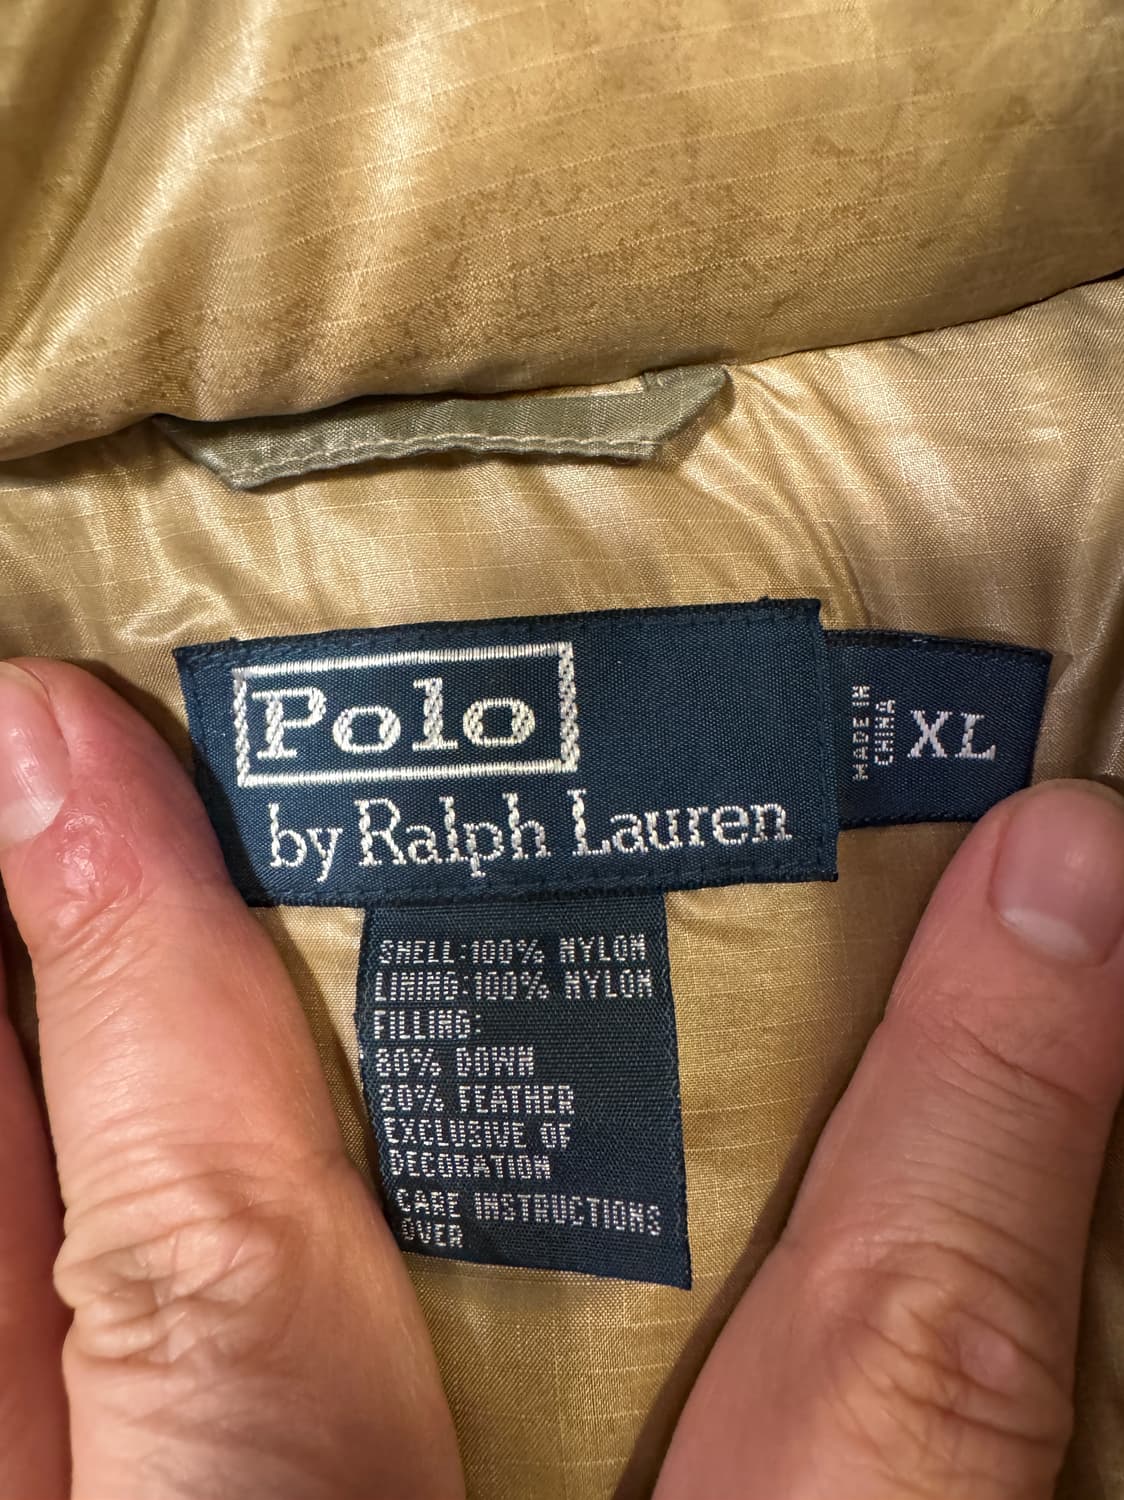 Polo
by Ralph Lauren
MADE IN
CHINA
XL
SHELL:100% NYLON
LINING:100% NYLON
FILLING:
80% DOWN
20% FEATHER
EXCLUSIVE OF
DECORATION
CARE INSTRUCTIONS
OVER